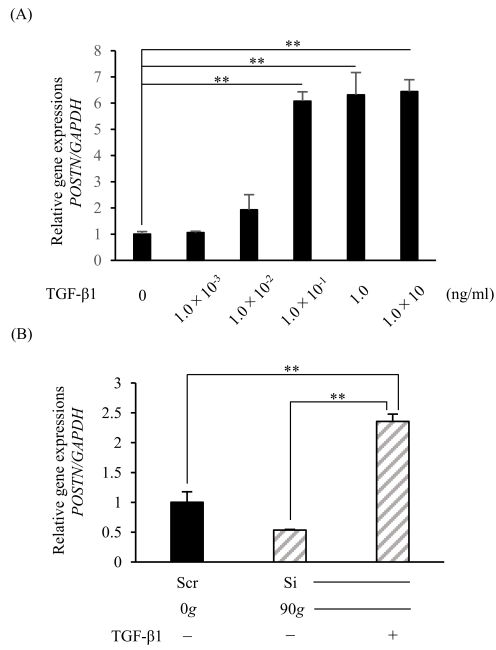 (A)
**
**
**
Relative gene expressions
POSTN/GAPDH
8
7
6
5
4
3
2
1
0
TGF-β1 0 1.0×10-3 1.0×10-2 1.0×10-1 1.0 1.0×10 (ng/ml)
(B)
**
**
Relative gene expressions
POSTN/GAPDH
3
2.5
2
1.5
1
0.5
0
Scr Si
0g 90g
TGF-β1 − − +